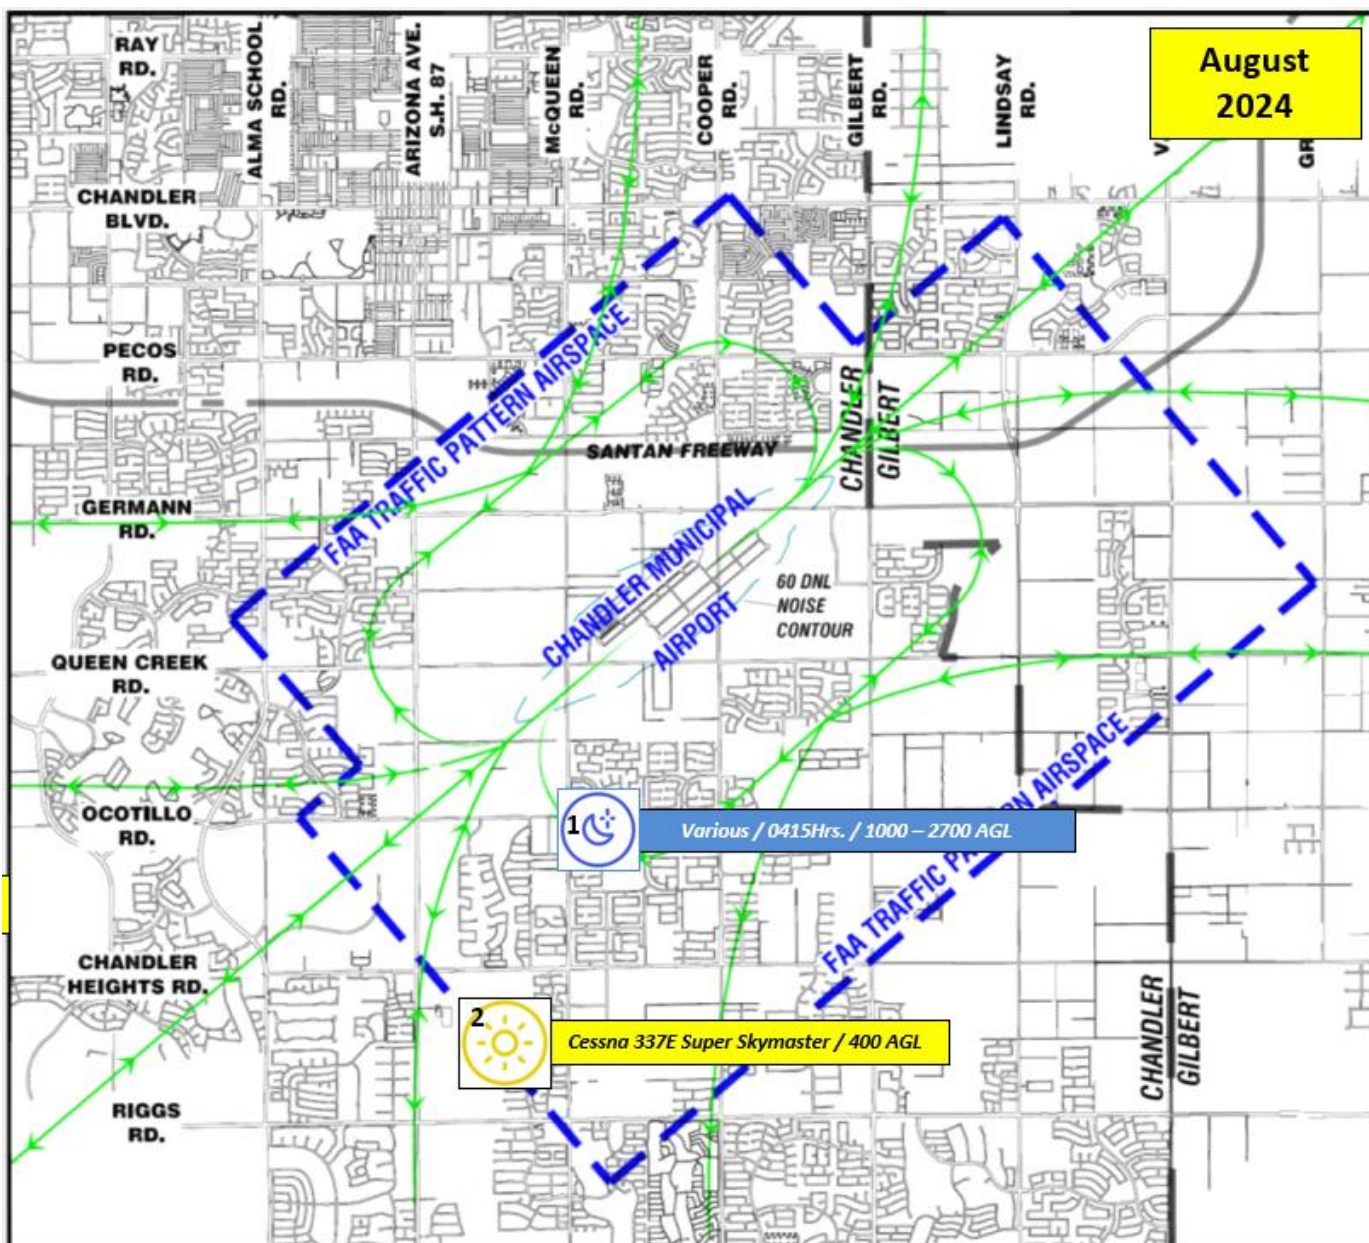 RAY
RD.
ALMA SCHOOL
RD.
ARIZONA AVE.
S.H. 87
McQUEEN
RD.
COOPER
RD.
GILBERT
RD.
LINDSAY
RD.
V
GR
August
2024
CHANDLER
BLVD.
PECOS
RD.
FAA TRAFFIC PATTERN AIRSPACE
SANTAN FREEWAY
CHANDLER
GILBERT
GERMANN
RD.
CHANDLER MUNICIPAL
AIRPORT
60 DNL
NOISE
CONTOUR
QUEEN CREEK
RD.
OCOTILLO
RD.
1
Various / 0415Hrs. / 1000 – 2700 AGL
FAA TRAFFIC PA RN AIRSPACE
CHANDLER
HEIGHTS RD.
2
Cessna 337E Super Skymaster / 400 AGL
CHANDLER
GILBERT
RIGGS
RD.